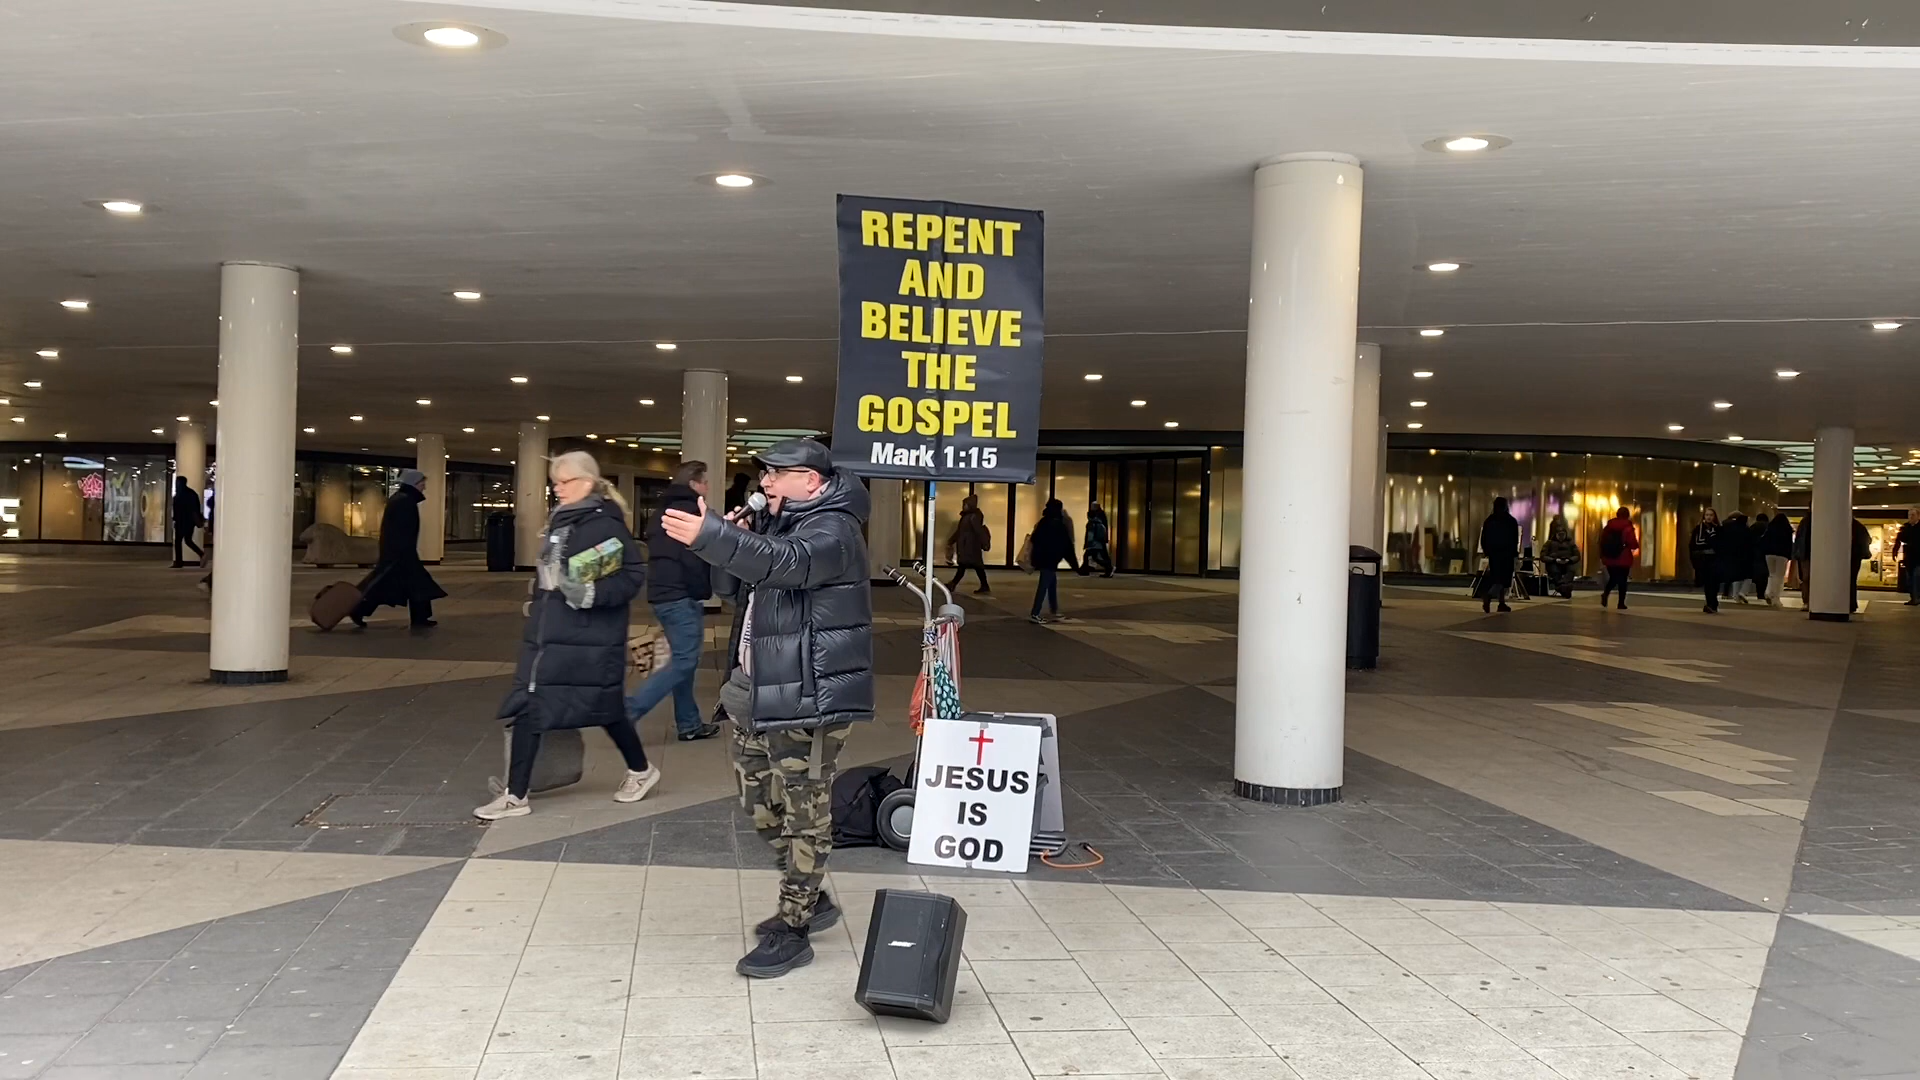 REPENT
AND
BELIEVE
THE
GOSPEL
Mark 1:15
JESUS
IS
GOD
BOSE